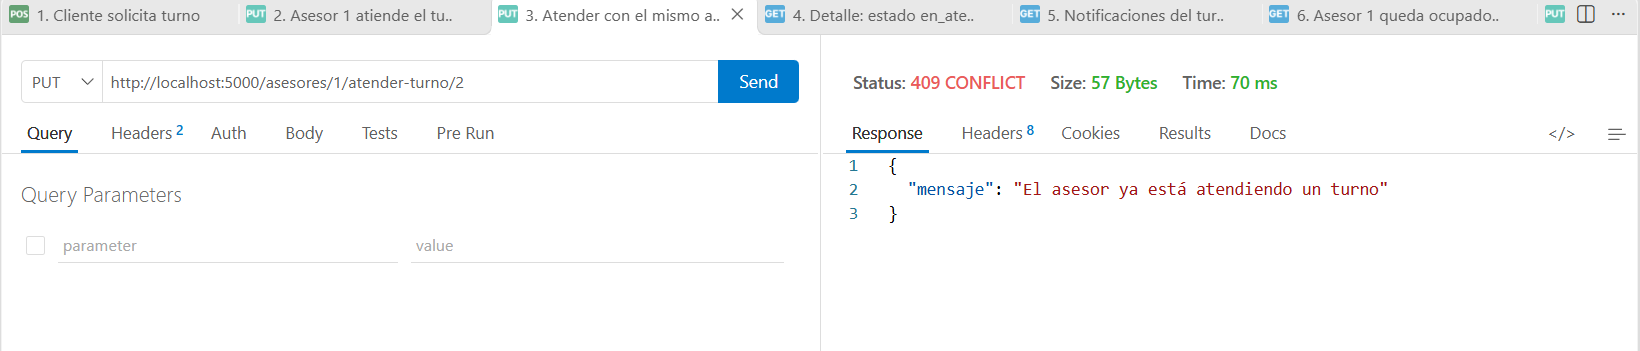 POS 1. Cliente solicita turno PUT 2. Asesor 1 atiende el tu.. PUT 3. Atender con el mismo a.. GET 4. Detalle: estado en_ate.. GET 5. Notificaciones del tur.. GET 6. Asesor 1 queda ocupado.. PUT
PUT http://localhost:5000/asesores/1/atender-turno/2 Send
Status: 409 CONFLICT Size: 57 Bytes Time: 70 ms
Query Headers 2 Auth Body Tests Pre Run
Response Headers 8 Cookies Results Docs </>
Query Parameters
parameter value
1 {
2 "mensaje": "El asesor ya está atendiendo un turno"
3 }